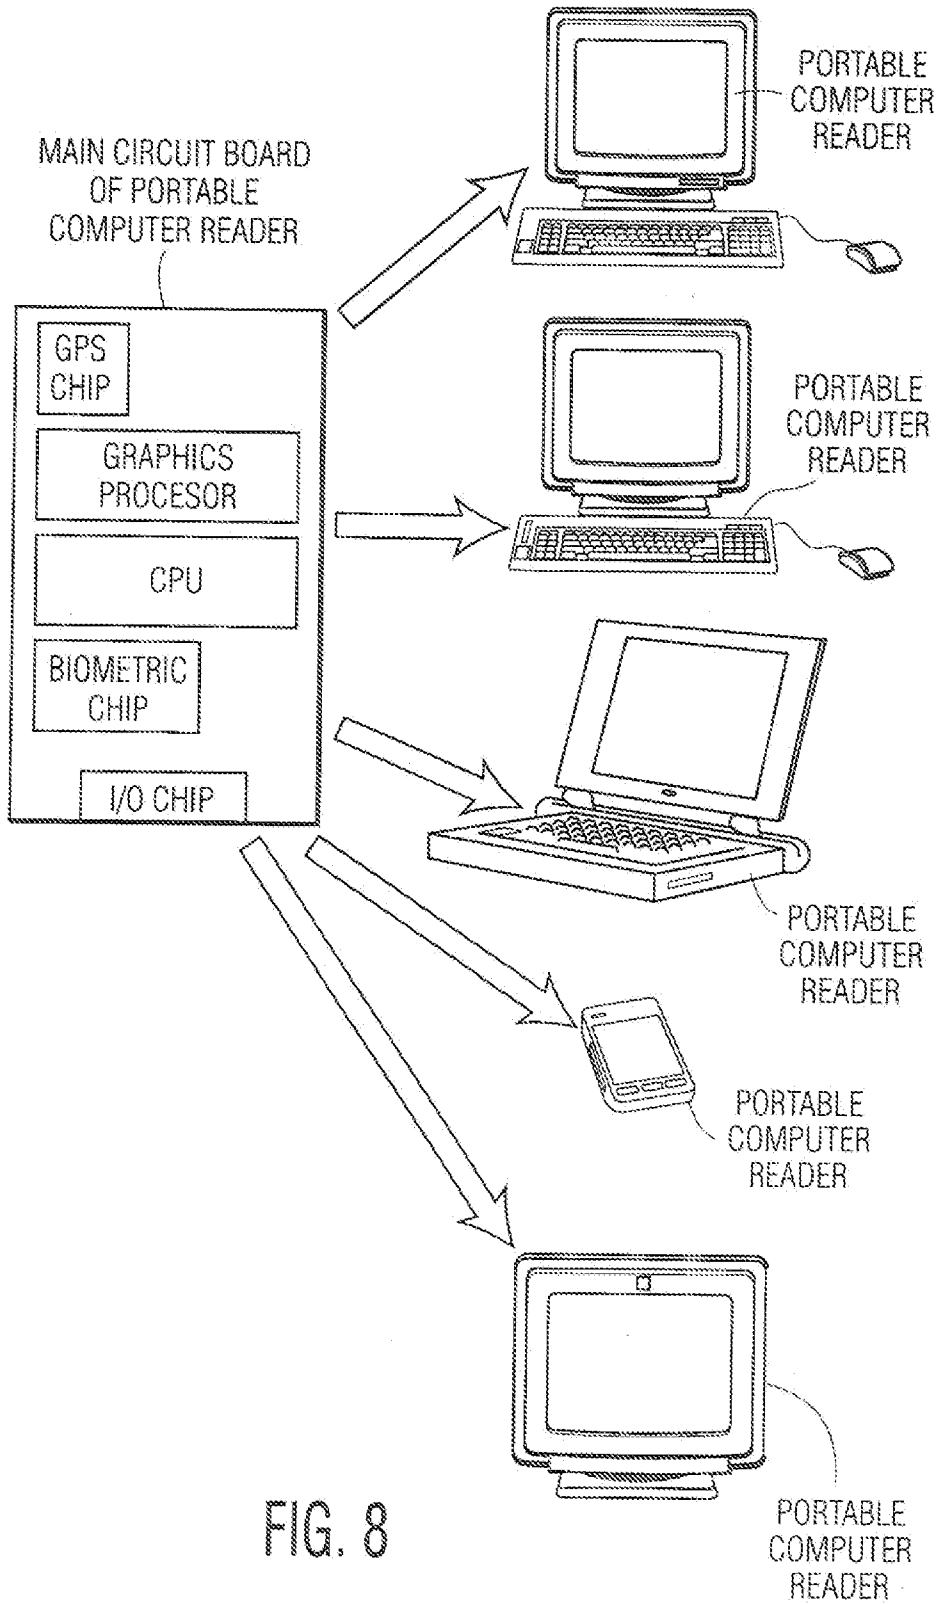 PORTABLE
COMPUTER
READER
MAIN CIRCUIT BOARD
OF PORTABLE
COMPUTER READER
GPS
CHIP
GRAPHICS
PROCESOR
CPU
BIOMETRIC
CHIP
I/O CHIP
PORTABLE
COMPUTER
READER
PORTABLE
COMPUTER
READER
PORTABLE
COMPUTER
READER
PORTABLE
COMPUTER
READER
FIG. 8